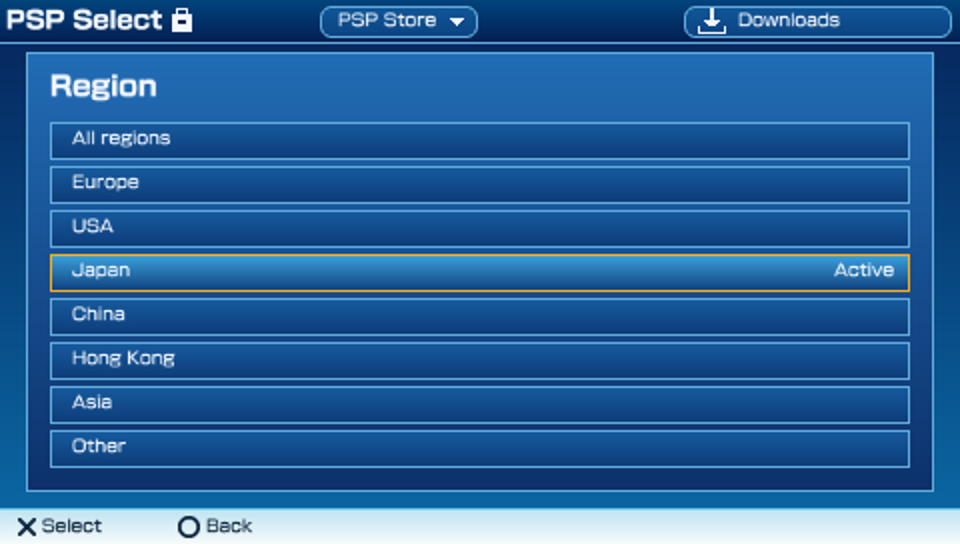 PSP Select
PSP Store
Downloads
Region
All regions
Europe
USA
Japan
Active
China
Hong Kong
Asia
Other
Select
Back